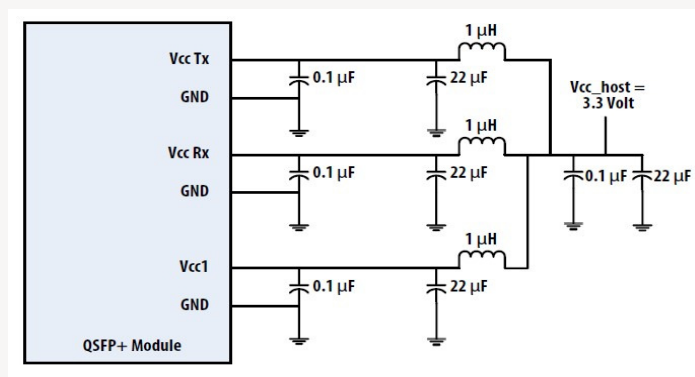 1 µH
Vcc Tx
0.1 µF
22 µF
GND
Vcc_host =
3.3 Volt
1 µH
Vcc Rx
0.1 µF
22 µF
0.1 µF
22 µF
GND
1 µH
Vcc1
0.1 µF
22 µF
GND
QSFP+ Module